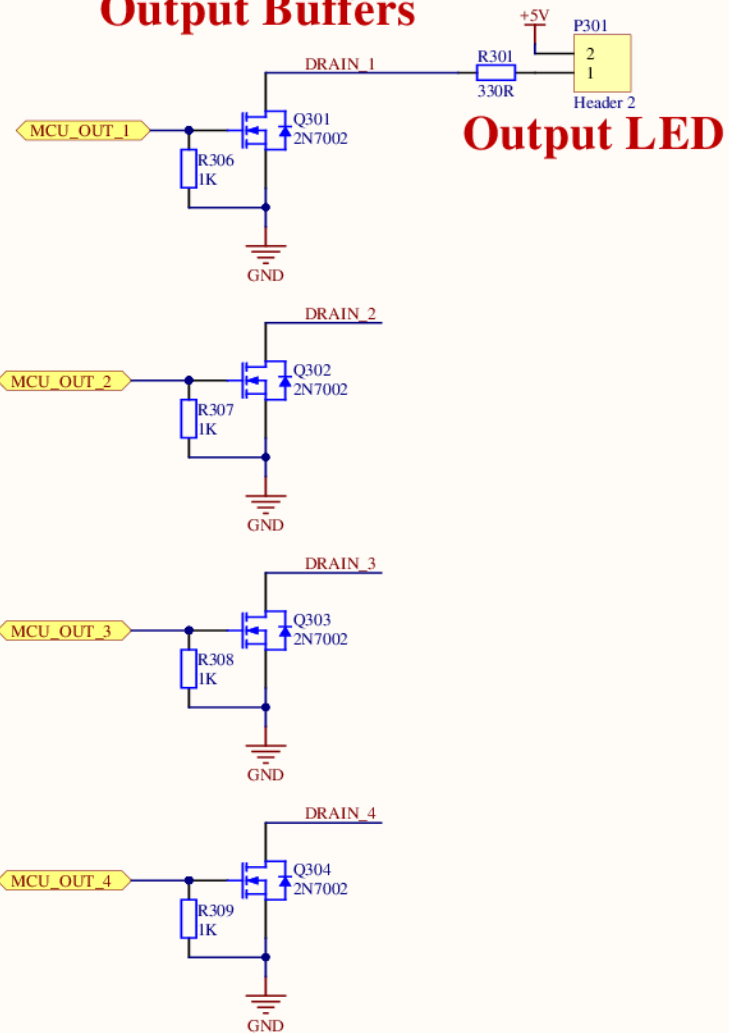 Output Buffers
+5V
P301
DRAIN_1
R301
2
1
330R
Header 2
Output LED
MCU_OUT_1
Q301
2N7002
R306
1K
GND
DRAIN_2
MCU_OUT_2
Q302
2N7002
R307
1K
GND
DRAIN_3
MCU_OUT_3
Q303
2N7002
R308
1K
GND
DRAIN_4
MCU_OUT_4
Q304
2N7002
R309
1K
GND